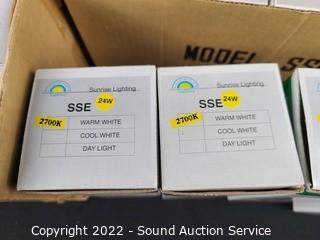 MODEL SS
Sunrise Lighting
SSE 24W
2700K WARM WHITE
COOL WHITE
DAY LIGHT
Sunrise Lighting
SSE 24W
2700K WARM WHITE
COOL WHITE
DAY LIGHT
Copyright 2022 - Sound Auction Service